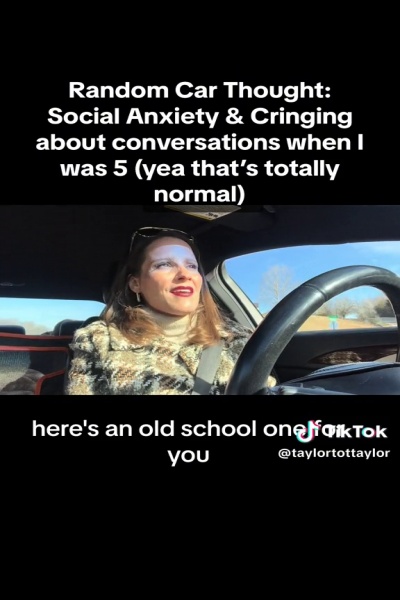 Random Car Thought:
Social Anxiety & Cringing
about conversations when I
was 5 (yea that's totally
normal)
here's an old school one for
you
TikTok
@taylortottaylor